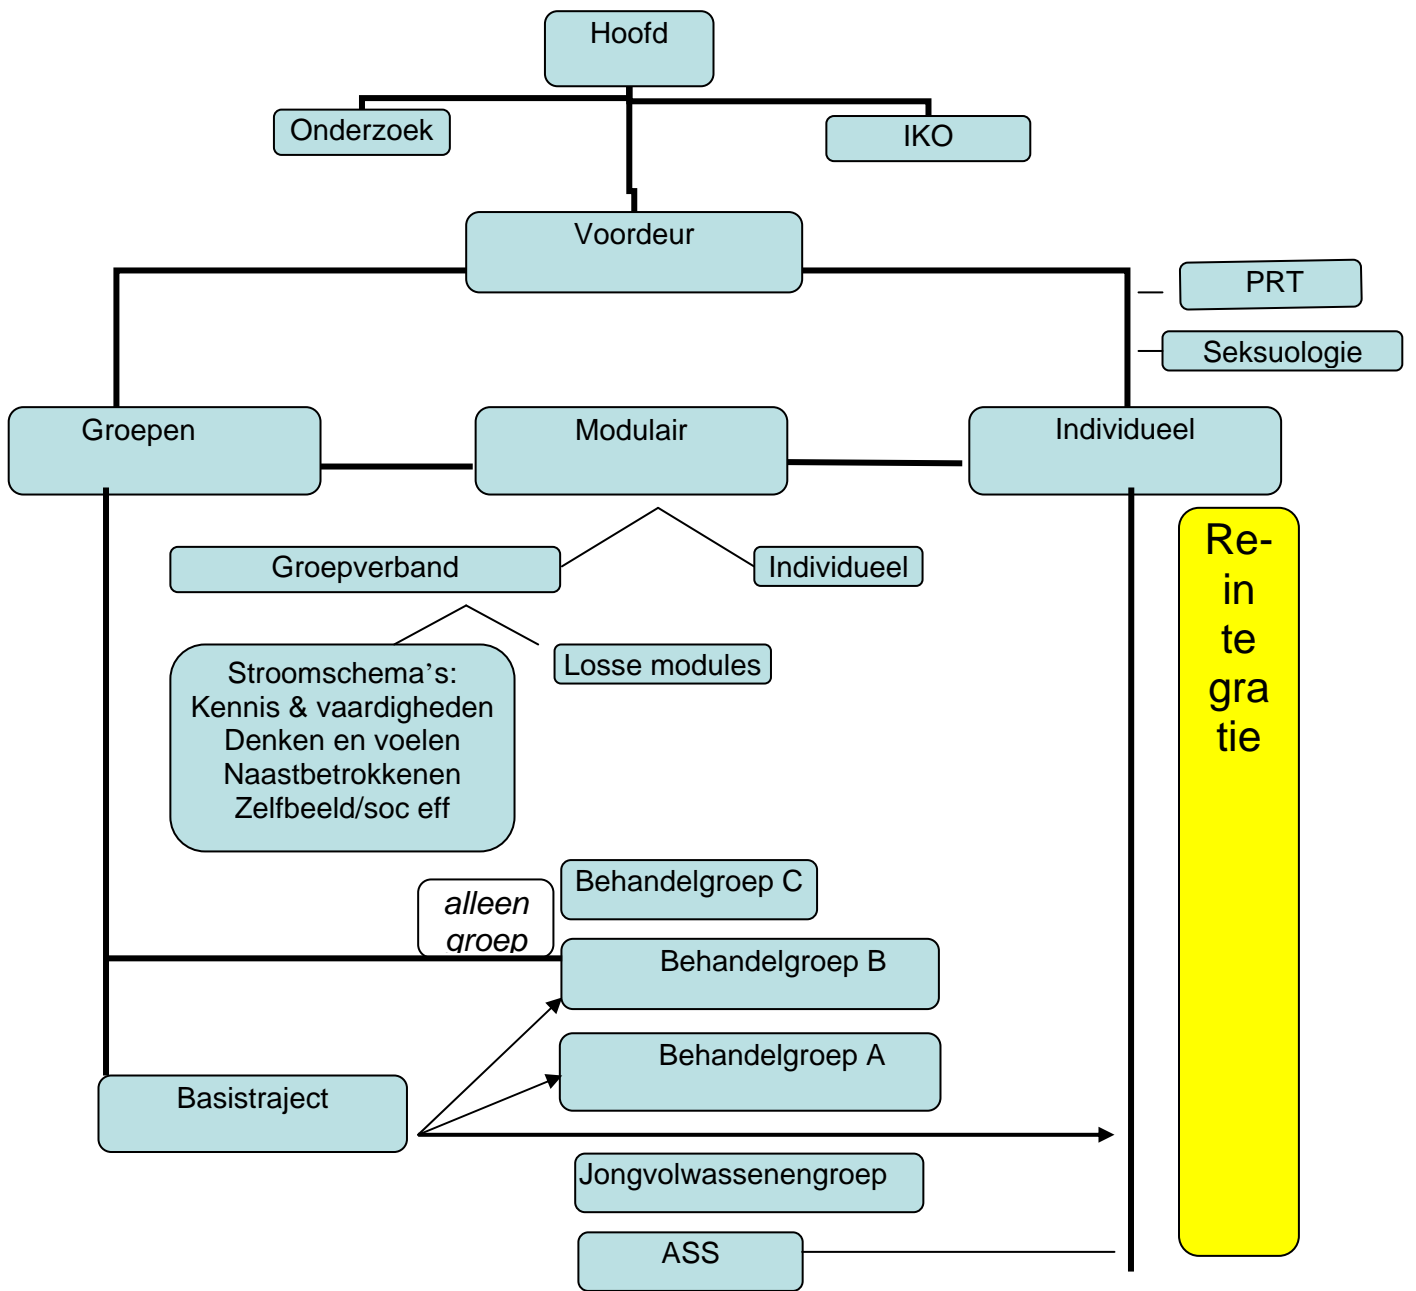 Hoofd
Onderzoek
IKO
Voordeur
PRT
Seksuologie
Groepen
Modulair
Individueel
Groepverband
Individueel
Stroomschema’s:
Kennis & vaardigheden
Denken en voelen
Naastbetrokkenen
Zelfbeeld/soc eff
Losse modules
Re-
in
te
gra
tie
alleen
groep
Behandelgroep C
Behandelgroep B
Behandelgroep A
Basistraject
Jongvolwassenengroep
ASS